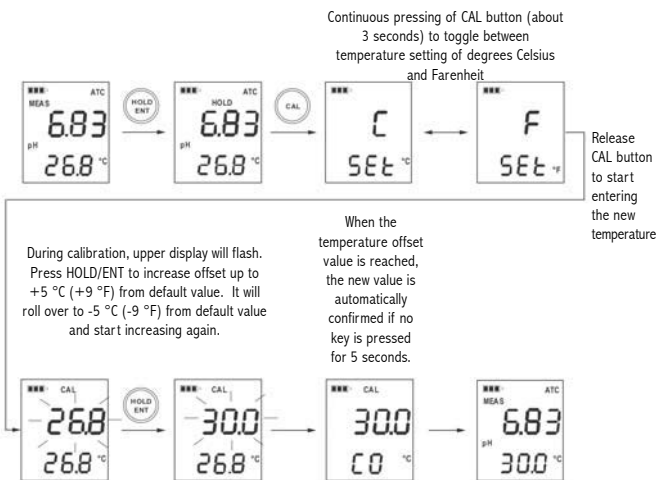 Continuous pressing of CAL button (about
3 seconds) to toggle between
temperature setting of degrees Celsius
and Farenheit
ATC
MEAS
6.83
pH
26.8 °C
HOLD
ENT
ATC
HOLD
6.83
pH
26.8 °C
CAL
C
SEt °C
F
SEt °F
Release
CAL button
to start
entering
the new
temperature
During calibration, upper display will flash.
Press HOLD/ENT to increase offset up to
+5 °C (+9 °F) from default value. It will
roll over to -5 °C (-9 °F) from default value
and start increasing again.
When the
temperature offset
value is reached,
the new value is
automatically
confirmed if no
key is pressed
for 5 seconds.
CAL
26.8
26.8 °C
HOLD
ENT
CAL
30.0
26.8 °C
CAL
30.0
CO °C
ATC
MEAS
6.83
pH
30.0 °C